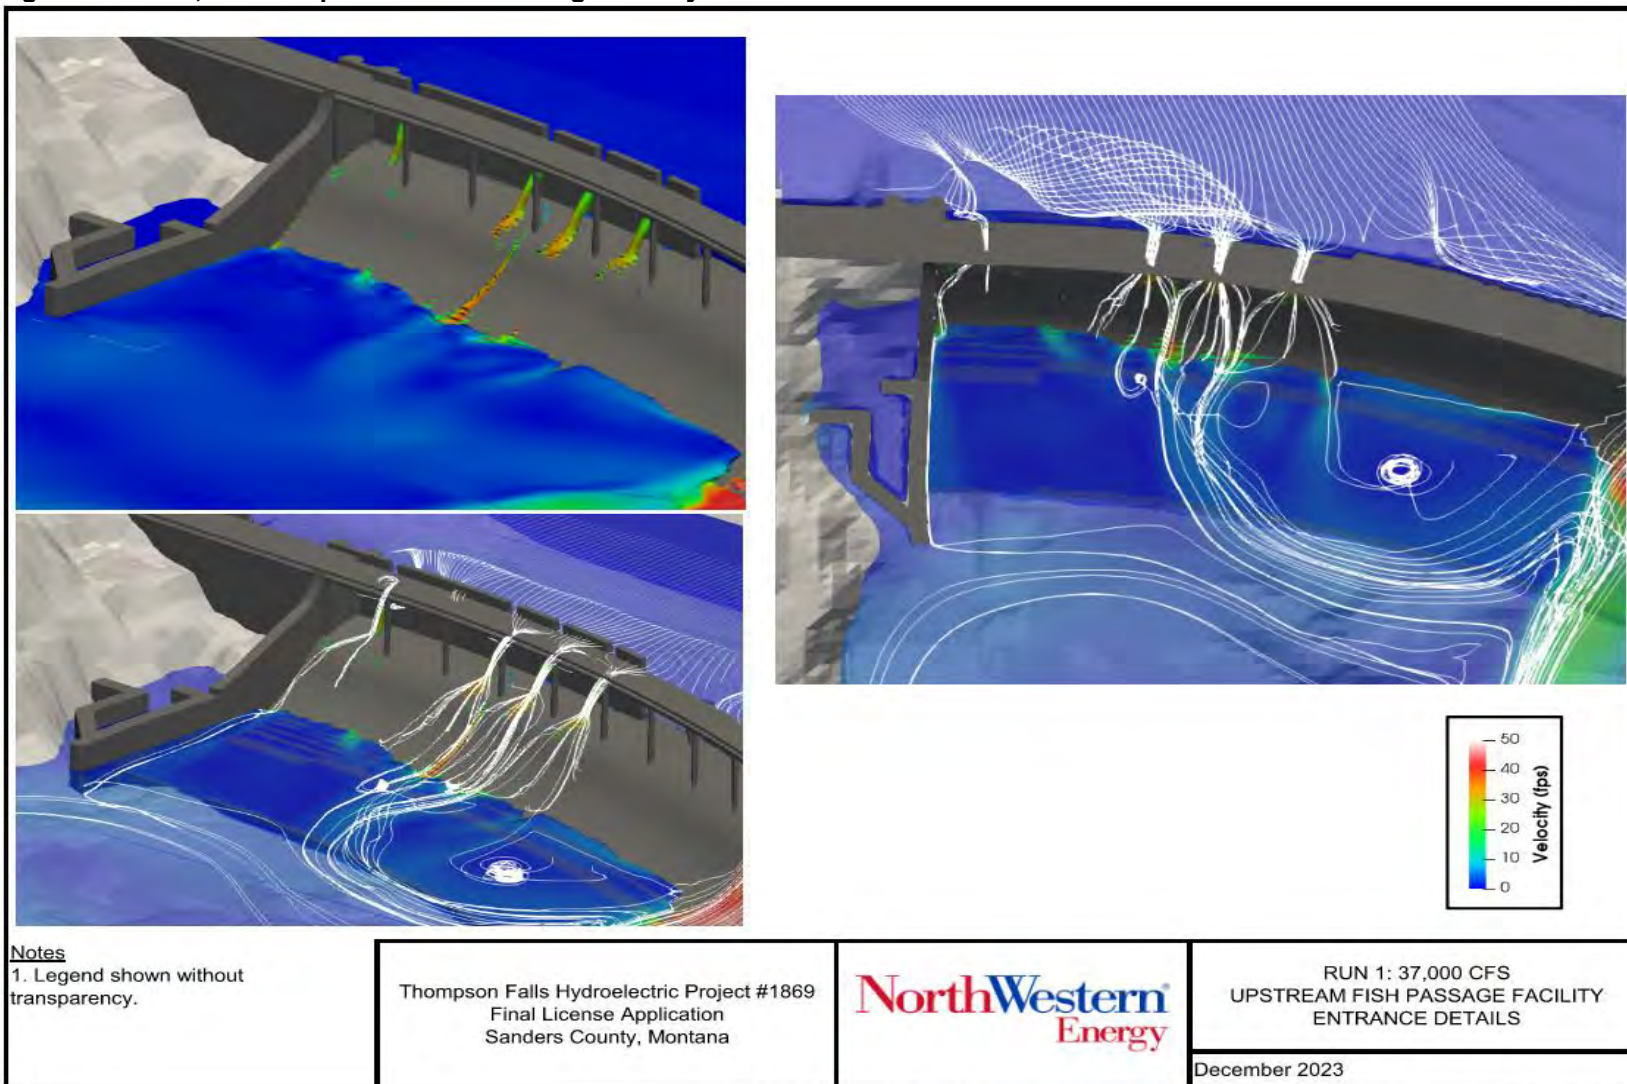 50
40
30
20
10
0
Velocity (fps)
Notes
1. Legend shown without
transparency.
Thompson Falls Hydroelectric Project #1869
Final License Application
Sanders County, Montana
NorthWestern®
Energy
RUN 1: 37,000 CFS
UPSTREAM FISH PASSAGE FACILITY
ENTRANCE DETAILS
December 2023